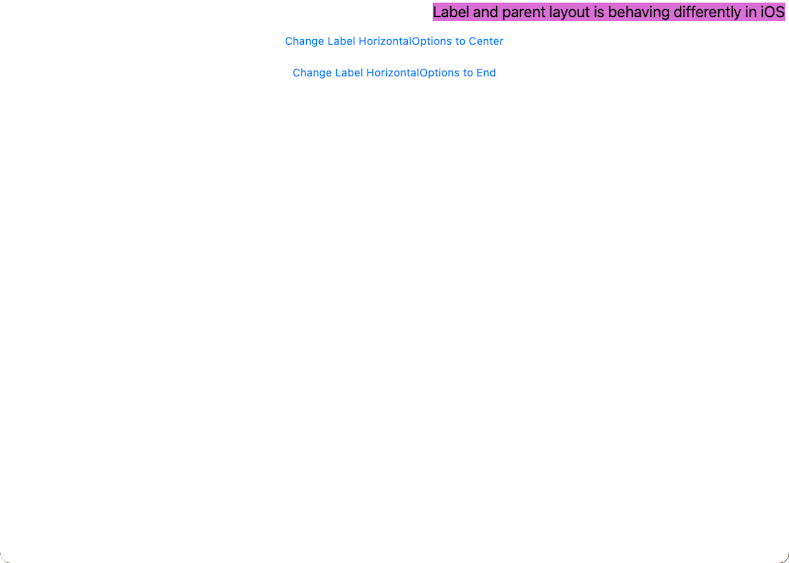 Label and parent layout is behaving differently in iOS
Change Label HorizontalOptions to Center
Change Label HorizontalOptions to End